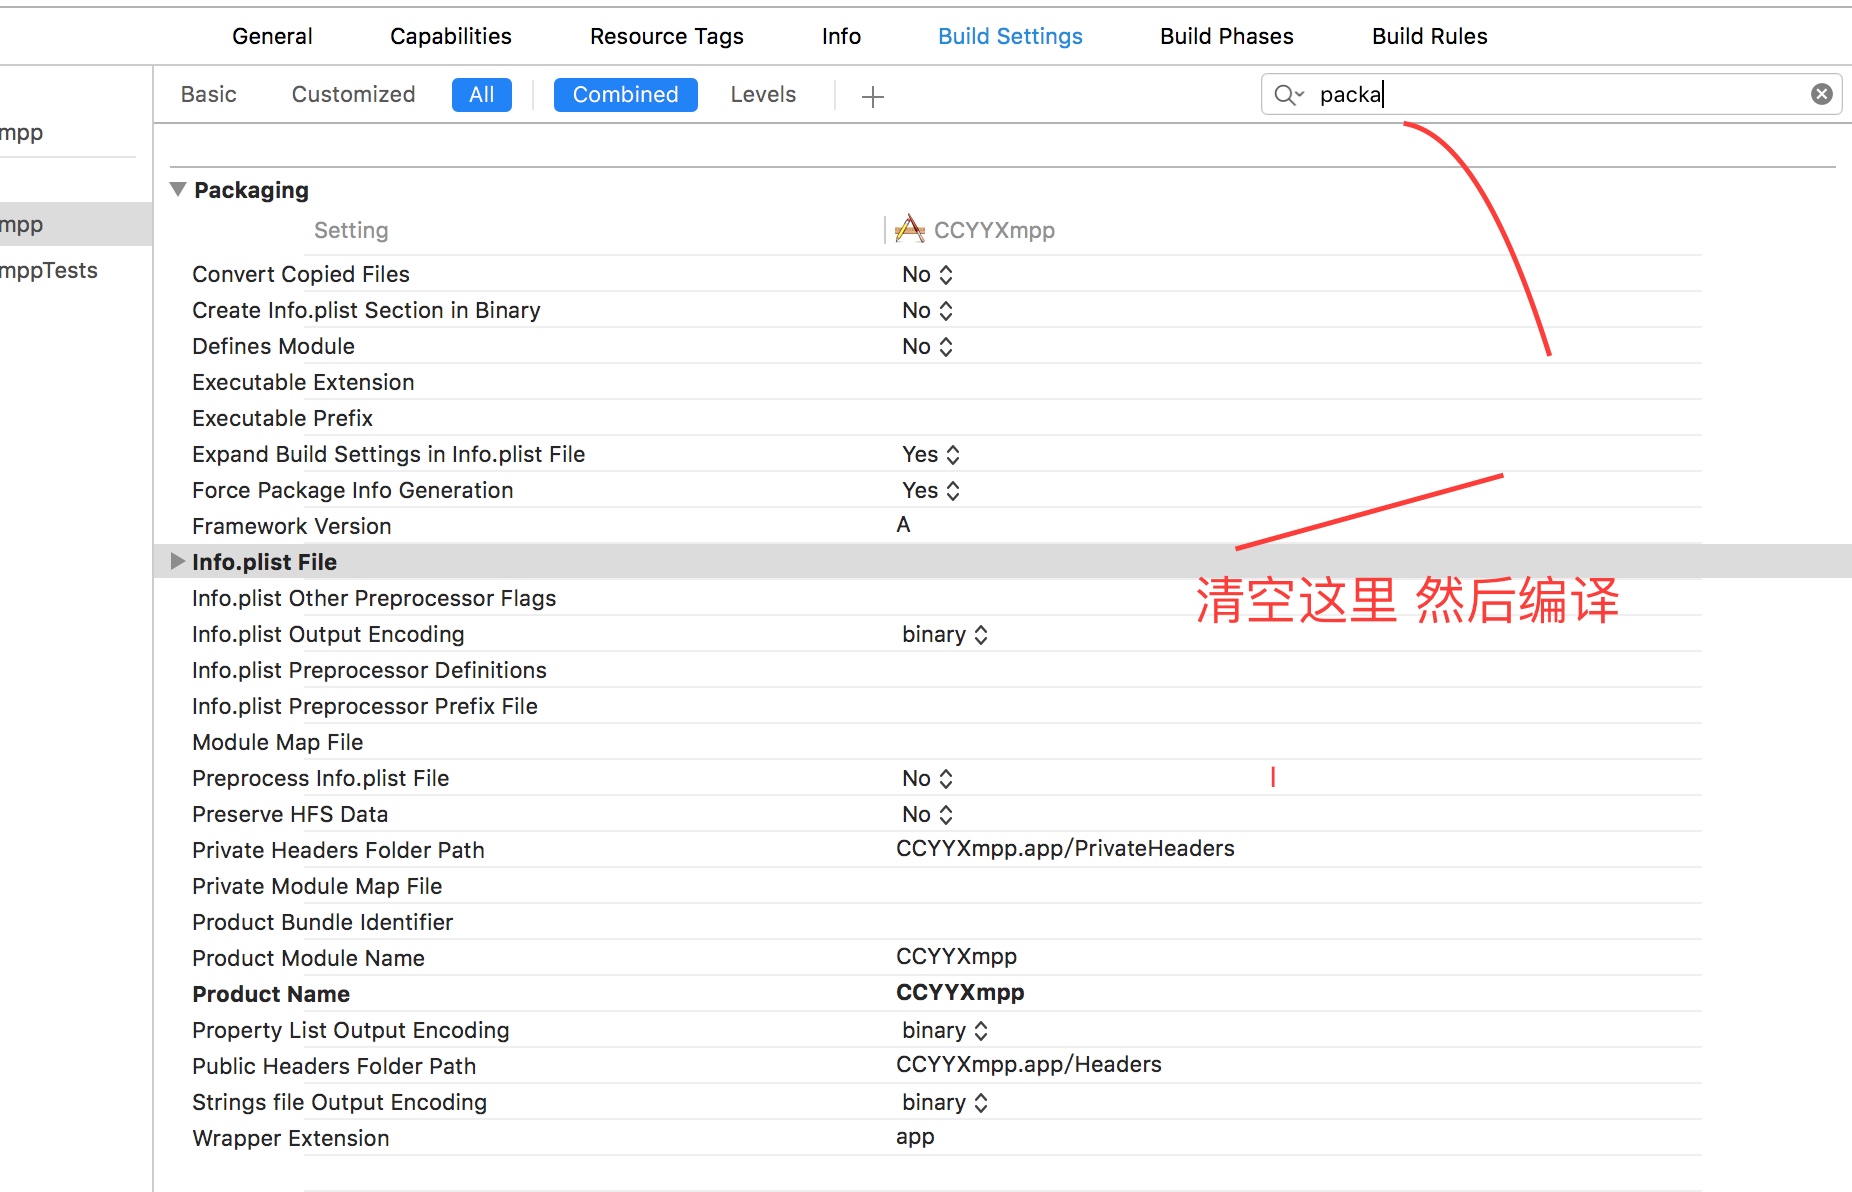 General Capabilities Resource Tags Info Build Settings Build Phases Build Rules
Basic Customized All Combined Levels packa
mpp
mpp
mppTests
Packaging
Setting CCYYXmpp
Convert Copied Files No
Create Info.plist Section in Binary No
Defines Module No
Executable Extension
Executable Prefix
Expand Build Settings in Info.plist File Yes
Force Package Info Generation Yes
Framework Version A
Info.plist File
清空这里 然后编译
Info.plist Other Preprocessor Flags
Info.plist Output Encoding binary
Info.plist Preprocessor Definitions
Info.plist Preprocessor Prefix File
Module Map File
Preprocess Info.plist File No
Preserve HFS Data No
Private Headers Folder Path CCYYXmpp.app/PrivateHeaders
Private Module Map File
Product Bundle Identifier
Product Module Name CCYYXmpp
Product Name CCYYXmpp
Property List Output Encoding binary
Public Headers Folder Path CCYYXmpp.app/Headers
Strings file Output Encoding binary
Wrapper Extension app